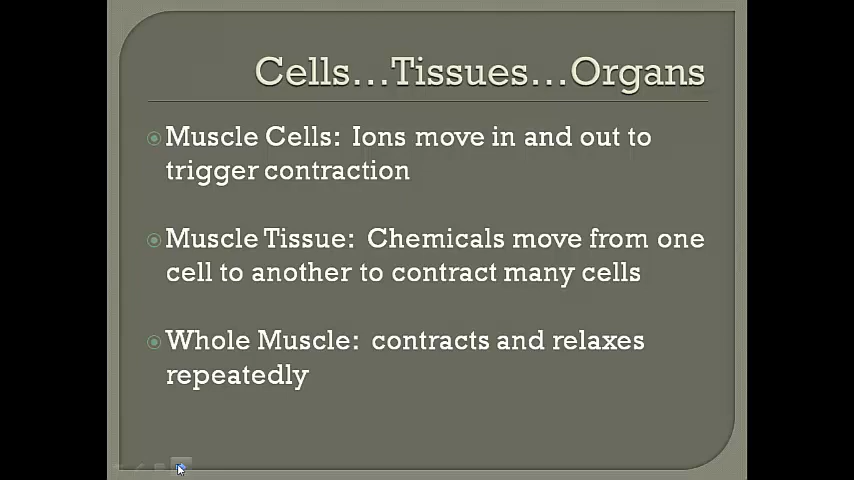 Cells...Tissues...Organs
Muscle Cells: Ions move in and out to
trigger contraction
Muscle Tissue: Chemicals move from one
cell to another to contract many cells
Whole Muscle: contracts and relaxes
repeatedly